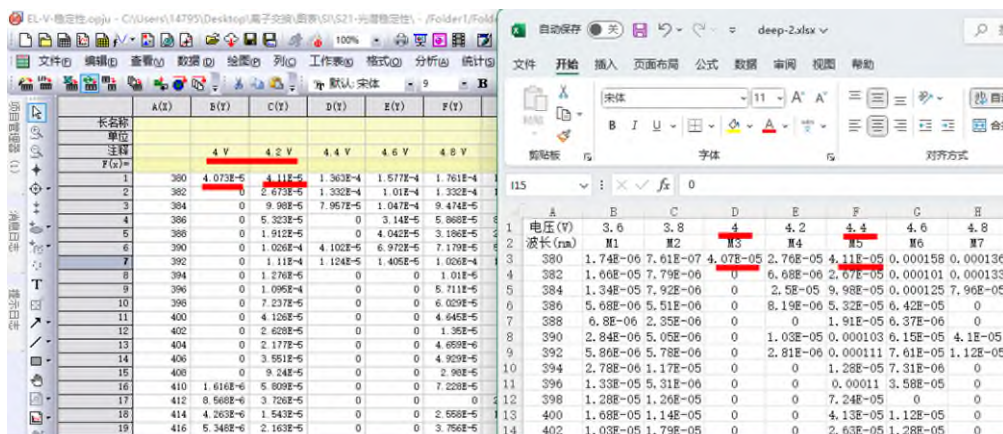 EL-V-稳定性.opju - C:\Users\14795\Desktop\离子交换\图表\SI\S21-光谱稳定性\ - /Folder1/Fold
100%
文件(F) 编辑(E) 查看(V) 数据(D) 绘图(P) 列(C) 工作表(K) 格式(O) 分析(A) 统计(S)
默认: 宋体 9 B
项目管理器 (1)
消息日志
提示日志
A(X) B(Y) C(Y) D(Y) E(Y) F(Y)
长名称
单位
注释 4 V 4.2 V 4.4 V 4.6 V 4.8 V
F(x)=
1 380 4.073E-5 4.11E-5 1.363E-4 1.577E-4 1.761E-4
2 382 0 2.673E-5 1.332E-4 1.01E-4 1.332E-4
3 384 0 9.98E-5 7.957E-5 1.047E-4 9.474E-5
4 386 0 5.323E-5 0 3.14E-5 5.868E-5
5 388 0 1.912E-5 0 4.042E-5 3.186E-5
6 390 0 1.026E-4 4.102E-5 6.972E-5 7.179E-5
7 392 0 1.11E-4 1.124E-5 1.405E-5 1.026E-4
8 394 0 1.276E-5 0 0 1.01E-5
9 396 0 1.095E-4 0 0 5.711E-5
10 398 0 7.237E-5 0 0 6.029E-5
11 400 0 4.126E-5 0 0 4.645E-5
12 402 0 2.628E-5 0 0 1.35E-5
13 404 0 2.177E-5 0 0 4.659E-6
14 406 0 3.551E-5 0 0 4.929E-5
15 408 0 9.24E-5 0 0 2.98E-5
16 410 1.616E-6 5.809E-5 0 0 7.228E-5
17 412 8.568E-6 3.726E-5 0 0 0
18 414 4.263E-6 1.543E-5 0 0 2.558E-5
19 416 5.348E-6 2.163E-5 0 0 3.756E-5
自动保存 关 deep-2.xlsx
文件 开始 插入 页面布局 公式 数据 审阅 视图 帮助
粘贴 宋体 11 A A
B I U A
剪贴板 字体 对齐方式
I15 fx 0
A B C D E F G H
1 电压(V) 3.6 3.8 4 4.2 4.4 4.6 4.8
2 波长(nm) M1 M2 M3 M4 M5 M6 M7
3 380 1.74E-06 7.61E-07 4.07E-05 2.76E-05 4.11E-05 0.000158 0.000136
4 382 1.66E-05 7.79E-06 0 6.68E-06 2.67E-05 0.000101 0.000133
5 384 1.34E-05 7.92E-06 0 2.5E-05 9.98E-05 0.000125 7.96E-05
6 386 5.68E-06 5.51E-06 0 8.19E-06 5.32E-05 6.42E-05 0
7 388 6.8E-06 2.35E-06 0 0 1.91E-05 6.37E-06 0
8 390 2.84E-05 5.05E-06 0 1.03E-05 0.000103 6.15E-05 4.1E-05
9 392 5.86E-06 5.78E-06 0 2.81E-06 0.000111 7.61E-05 1.12E-05
10 394 2.78E-06 1.17E-05 0 0 1.28E-05 7.31E-06 0
11 396 1.33E-05 5.31E-06 0 0 0.00011 3.58E-05 0
12 398 1.28E-05 1.26E-05 0 0 7.24E-05 0 0
13 400 1.68E-05 1.14E-05 0 0 4.13E-05 1.12E-05 0
14 402 1.03E-05 1.79E-05 0 0 2.63E-05 1.28E-05 0